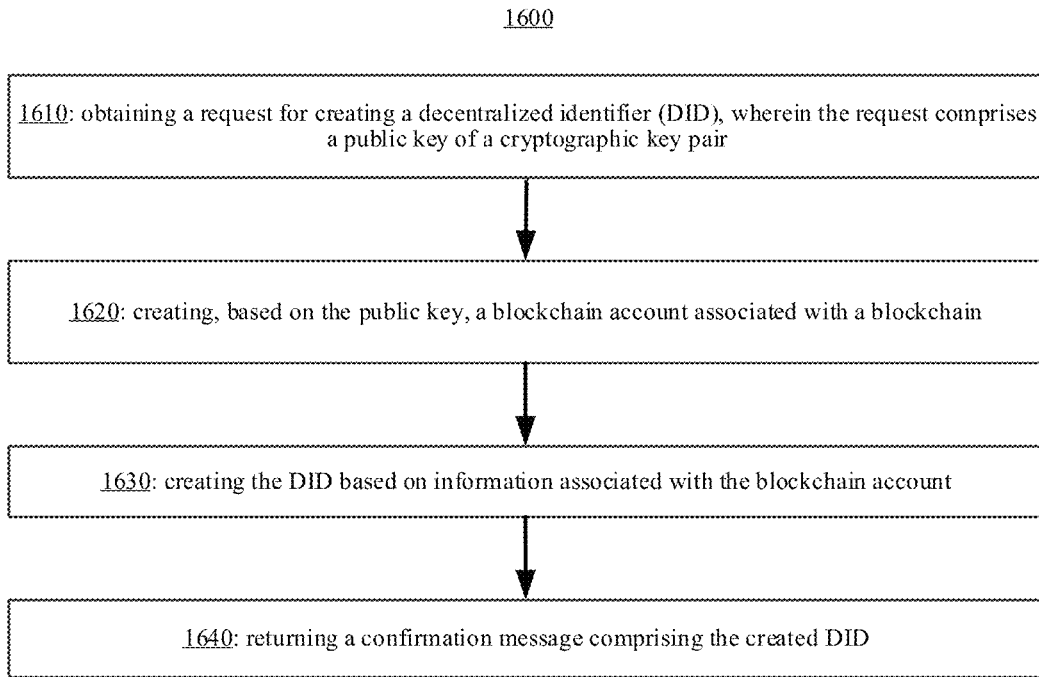 1600
1610: obtaining a request for creating a decentralized identifier (DID), wherein the request comprises
a public key of a cryptographic key pair
1620: creating, based on the public key, a blockchain account associated with a blockchain
1630: creating the DID based on information associated with the blockchain account
1640: returning a confirmation message comprising the created DID